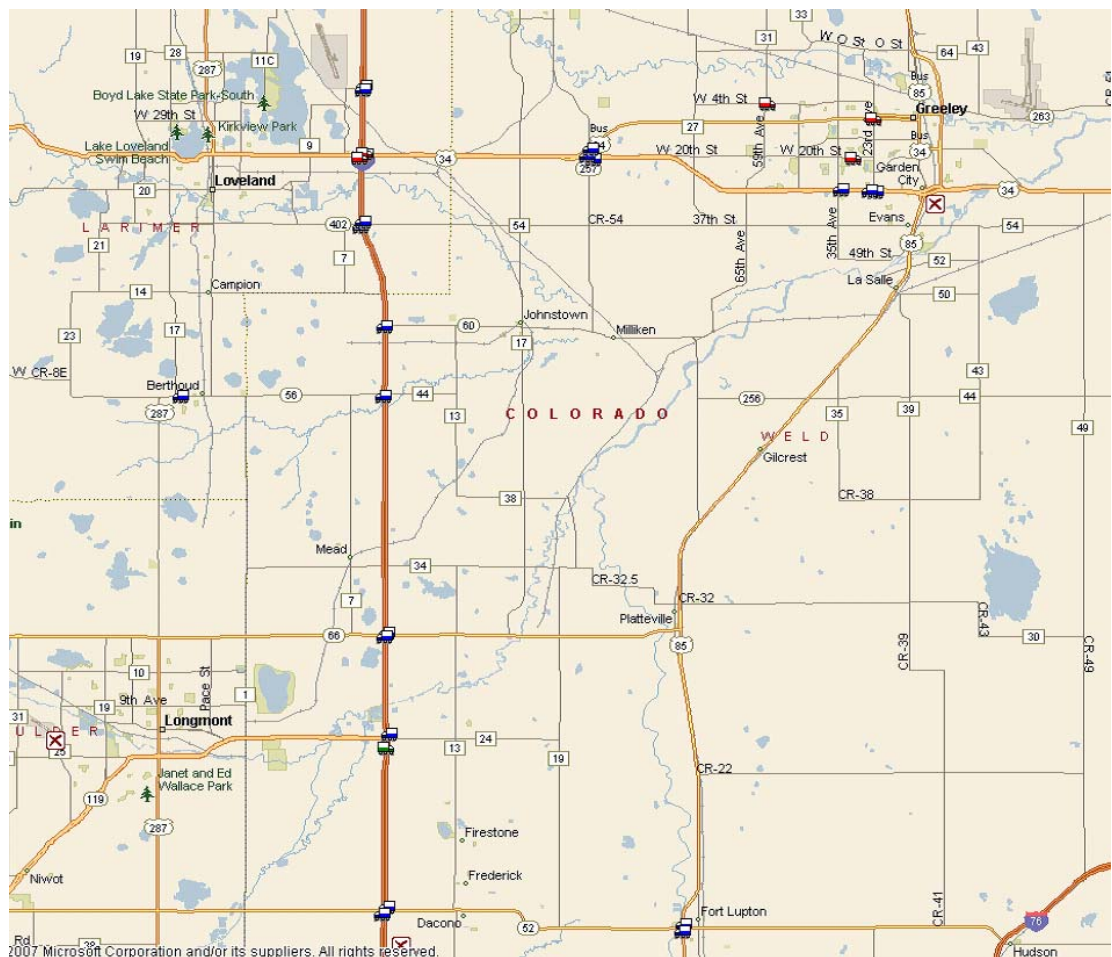 33
W O St O St
19
28
287
11C
31
64
43
Bus
85
Boyd Lake State Park-South
W 29th St
Kirkview Park
W 4th St
Greeley
263
Lake Loveland
Swim Beach
9
34
Bus
27
59th Ave
23rd Ave
Bus
34
W 20th St
W 20th St
257
Garden
City
20
Loveland
34
LARIMER
402
54
CR-54
37th St
Evans
54
21
7
65th Ave
35th Ave
49th St
85
52
14
Campion
La Salle
50
23
17
60
Johnstown
17
Milliken
W CR-8E
Berthoud
56
44
13
256
43
44
287
COLORADO
35
39
49
WELD
Gilcrest
38
CR-38
in
Mead
34
CR-32.5
CR-32
7
Platteville
66
85
CR-39
CR-43
30
CR-49
10
Pace St
1
9th Ave
19
31
Longmont
ULDER
25
13
24
19
CR-22
Janet and Ed
Wallace Park
119
287
Firestone
Niwot
Frederick
CR-41
Dacono
52
Fort Lupton
76
Rd
Hudson
2007 Microsoft Corporation and/or its suppliers. All rights reserved.